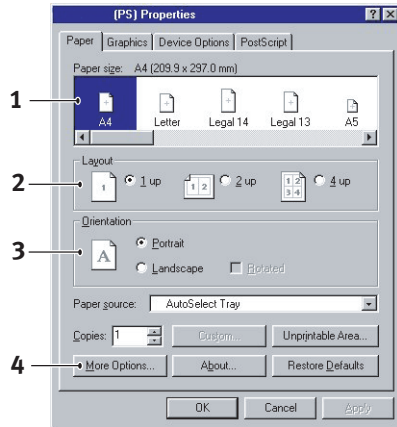 (PS) Properties
Paper Graphics Device Options PostScript
Paper size: A4 (209.9 x 297.0 mm)
1
A4 Letter Legal 14 Legal 13 A5
Layout
2
1 1 up 1 2 2 up 1 2 3 4 4 up
Orientation
3
A Portrait
Landscape Rotated
Paper source: AutoSelect Tray
Copies: 1 Custom... Unprintable Area...
4 More Options... About... Restore Defaults
OK Cancel Apply